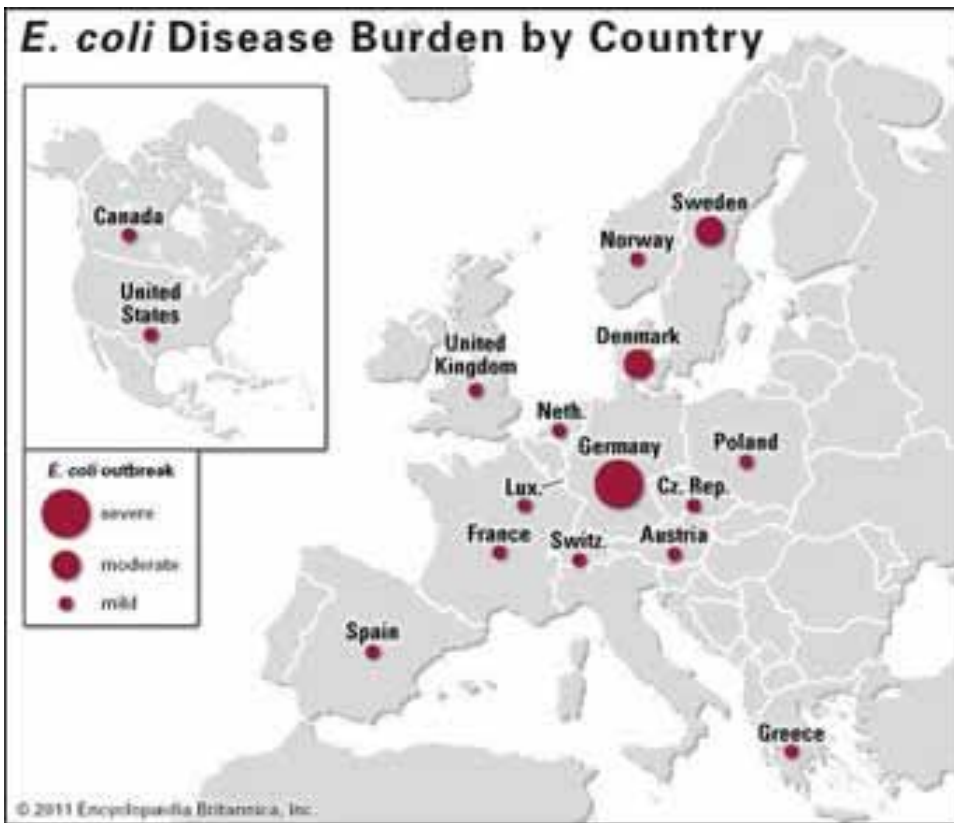 E. coli Disease Burden by Country
Canada
United
States
E. coli outbreak
severe
moderate
mild
Sweden
Norway
Denmark
United
Kingdom
Neth.
Germany
Poland
Lux.
Cz. Rep.
France
Switz.
Austria
Spain
Greece
© 2011 Encyclopædia Britannica, Inc.